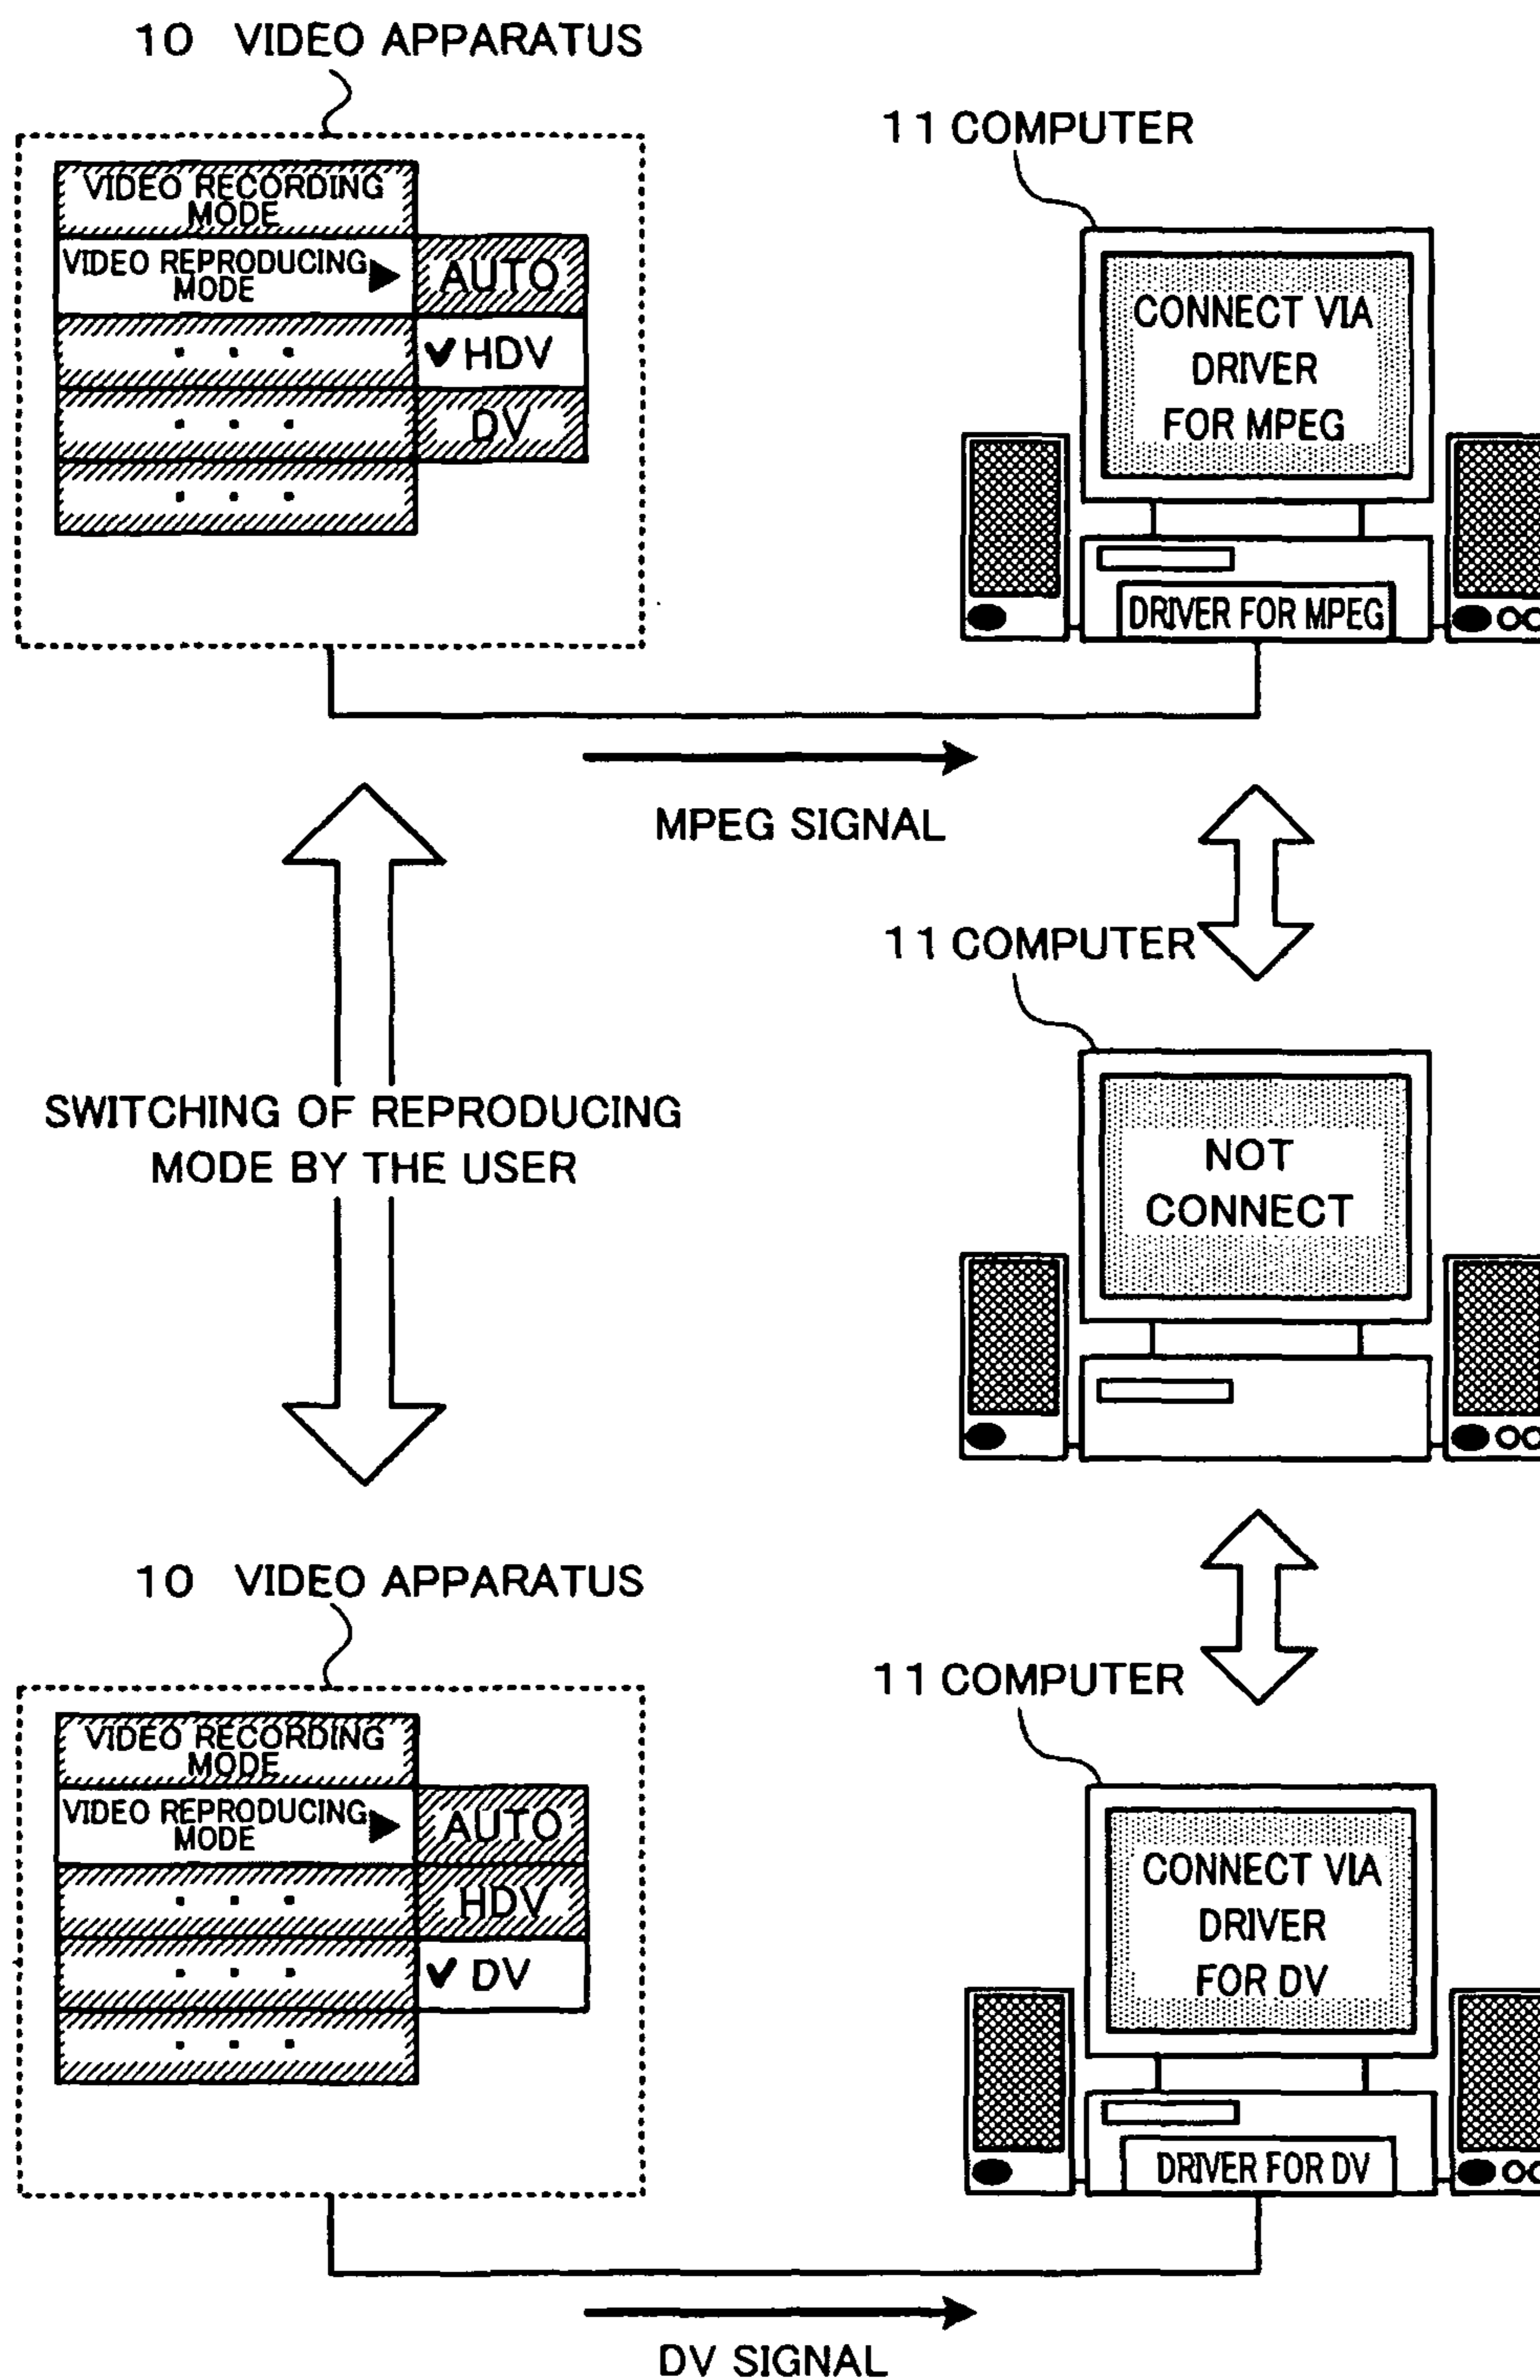 10 VIDEO APPARATUS
11 COMPUTER
VIDEO RECORDING
MODE
VIDEO REPRODUCING
MODE
AUTO
✓ HDV
DV
. . .
. . .
. . .
CONNECT VIA
DRIVER
FOR MPEG
DRIVER FOR MPEG
MPEG SIGNAL
11 COMPUTER
SWITCHING OF REPRODUCING
MODE BY THE USER
NOT
CONNECT
10 VIDEO APPARATUS
11 COMPUTER
VIDEO RECORDING
MODE
VIDEO REPRODUCING
MODE
AUTO
HDV
✓ DV
. . .
. . .
. . .
CONNECT VIA
DRIVER
FOR DV
DRIVER FOR DV
DV SIGNAL